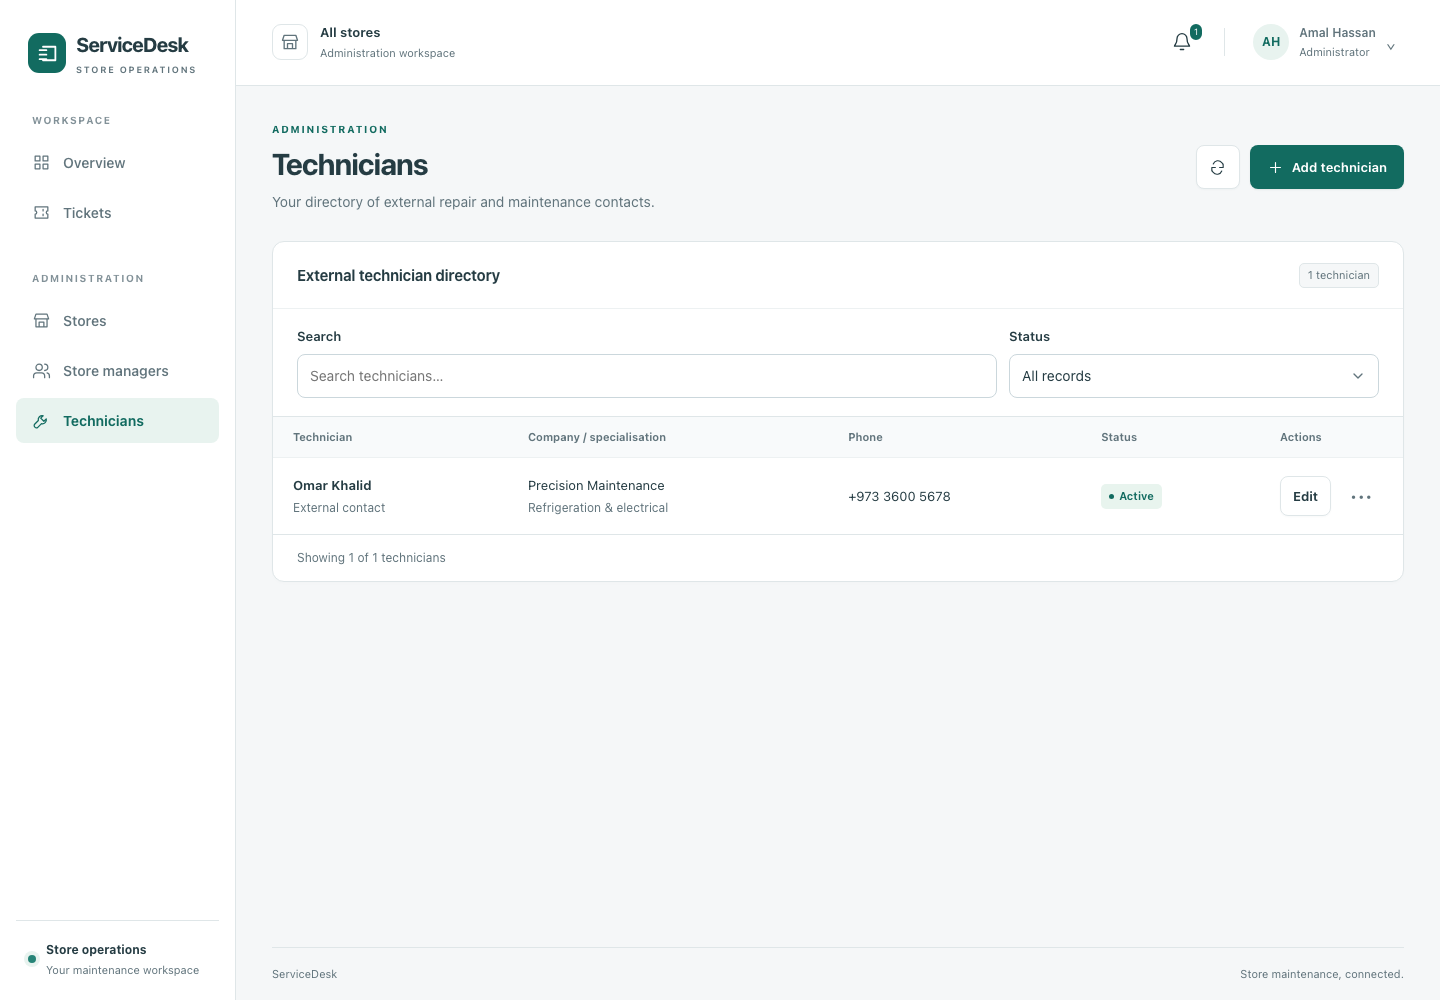 ServiceDesk
STORE OPERATIONS
WORKSPACE
Overview
Tickets
ADMINISTRATION
Stores
Store managers
Technicians
Store operations
Your maintenance workspace
All stores
Administration workspace
1
AH
Amal Hassan
Administrator
ADMINISTRATION
Technicians
Your directory of external repair and maintenance contacts.
Add technician
External technician directory
1 technician
Search
Search technicians...
Status
All records
Technician
Company / specialisation
Phone
Status
Actions
Omar Khalid
External contact
Precision Maintenance
Refrigeration & electrical
+973 3600 5678
Active
Edit
Showing 1 of 1 technicians
ServiceDesk
Store maintenance, connected.